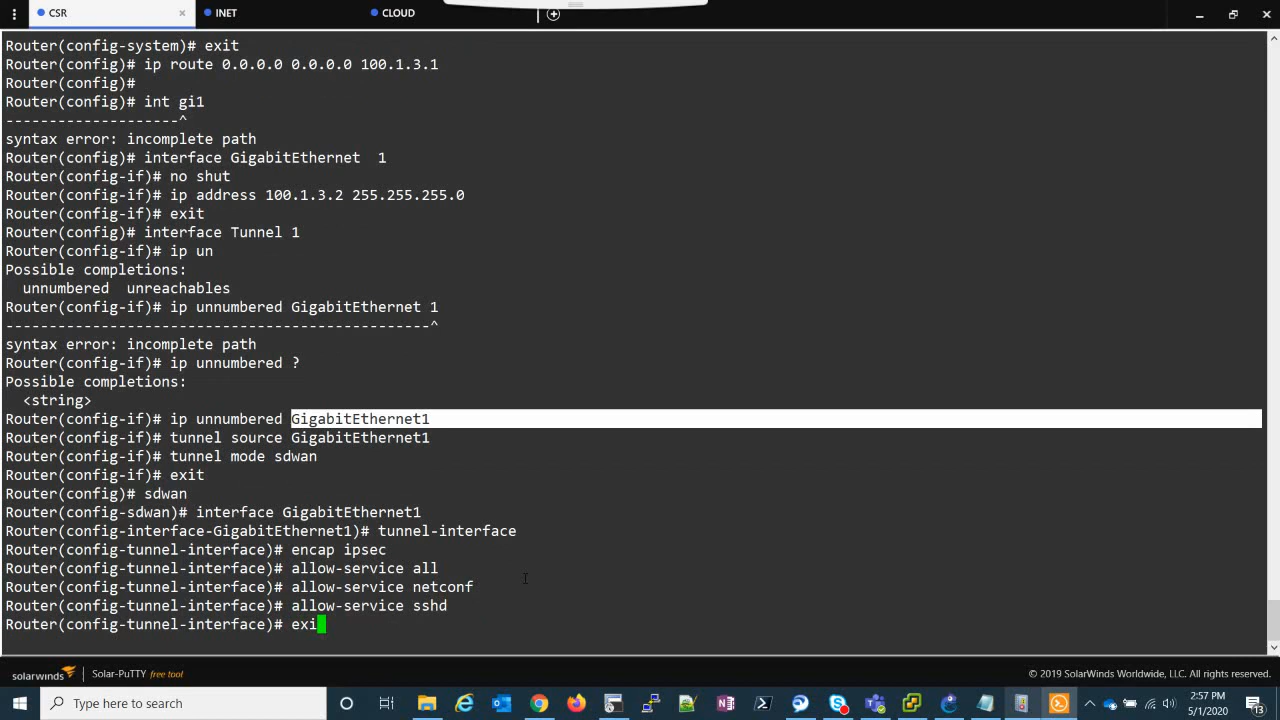 CSR × INET CLOUD
Router(config-system)# exit
Router(config)# ip route 0.0.0.0 0.0.0.0 100.1.3.1
Router(config)#
Router(config)# int gi1
--------------------^
syntax error: incomplete path
Router(config)# interface GigabitEthernet  1
Router(config-if)# no shut
Router(config-if)# ip address 100.1.3.2 255.255.255.0
Router(config-if)# exit
Router(config)# interface Tunnel 1
Router(config-if)# ip un
Possible completions:
  unnumbered  unreachables
Router(config-if)# ip unnumbered GigabitEthernet 1
-------------------------------------------------^
syntax error: incomplete path
Router(config-if)# ip unnumbered ?
Possible completions:
  <string>
Router(config-if)# ip unnumbered GigabitEthernet1
Router(config-if)# tunnel source GigabitEthernet1
Router(config-if)# tunnel mode sdwan
Router(config-if)# exit
Router(config)# sdwan
Router(config-sdwan)# interface GigabitEthernet1
Router(config-interface-GigabitEthernet1)# tunnel-interface
Router(config-tunnel-interface)# encap ipsec
Router(config-tunnel-interface)# allow-service all
Router(config-tunnel-interface)# allow-service netconf
Router(config-tunnel-interface)# allow-service sshd
Router(config-tunnel-interface)# exi
solarwinds Solar-PuTTY free tool © 2019 SolarWinds Worldwide, LLC. All rights reserved.
Type here to search
2:57 PM
5/1/2020
13